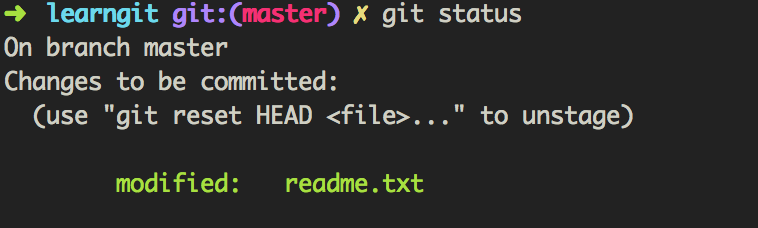 ➜ learngit git:(master) ✗ git status
On branch master
Changes to be committed:
  (use "git reset HEAD <file>..." to unstage)

        modified:   readme.txt